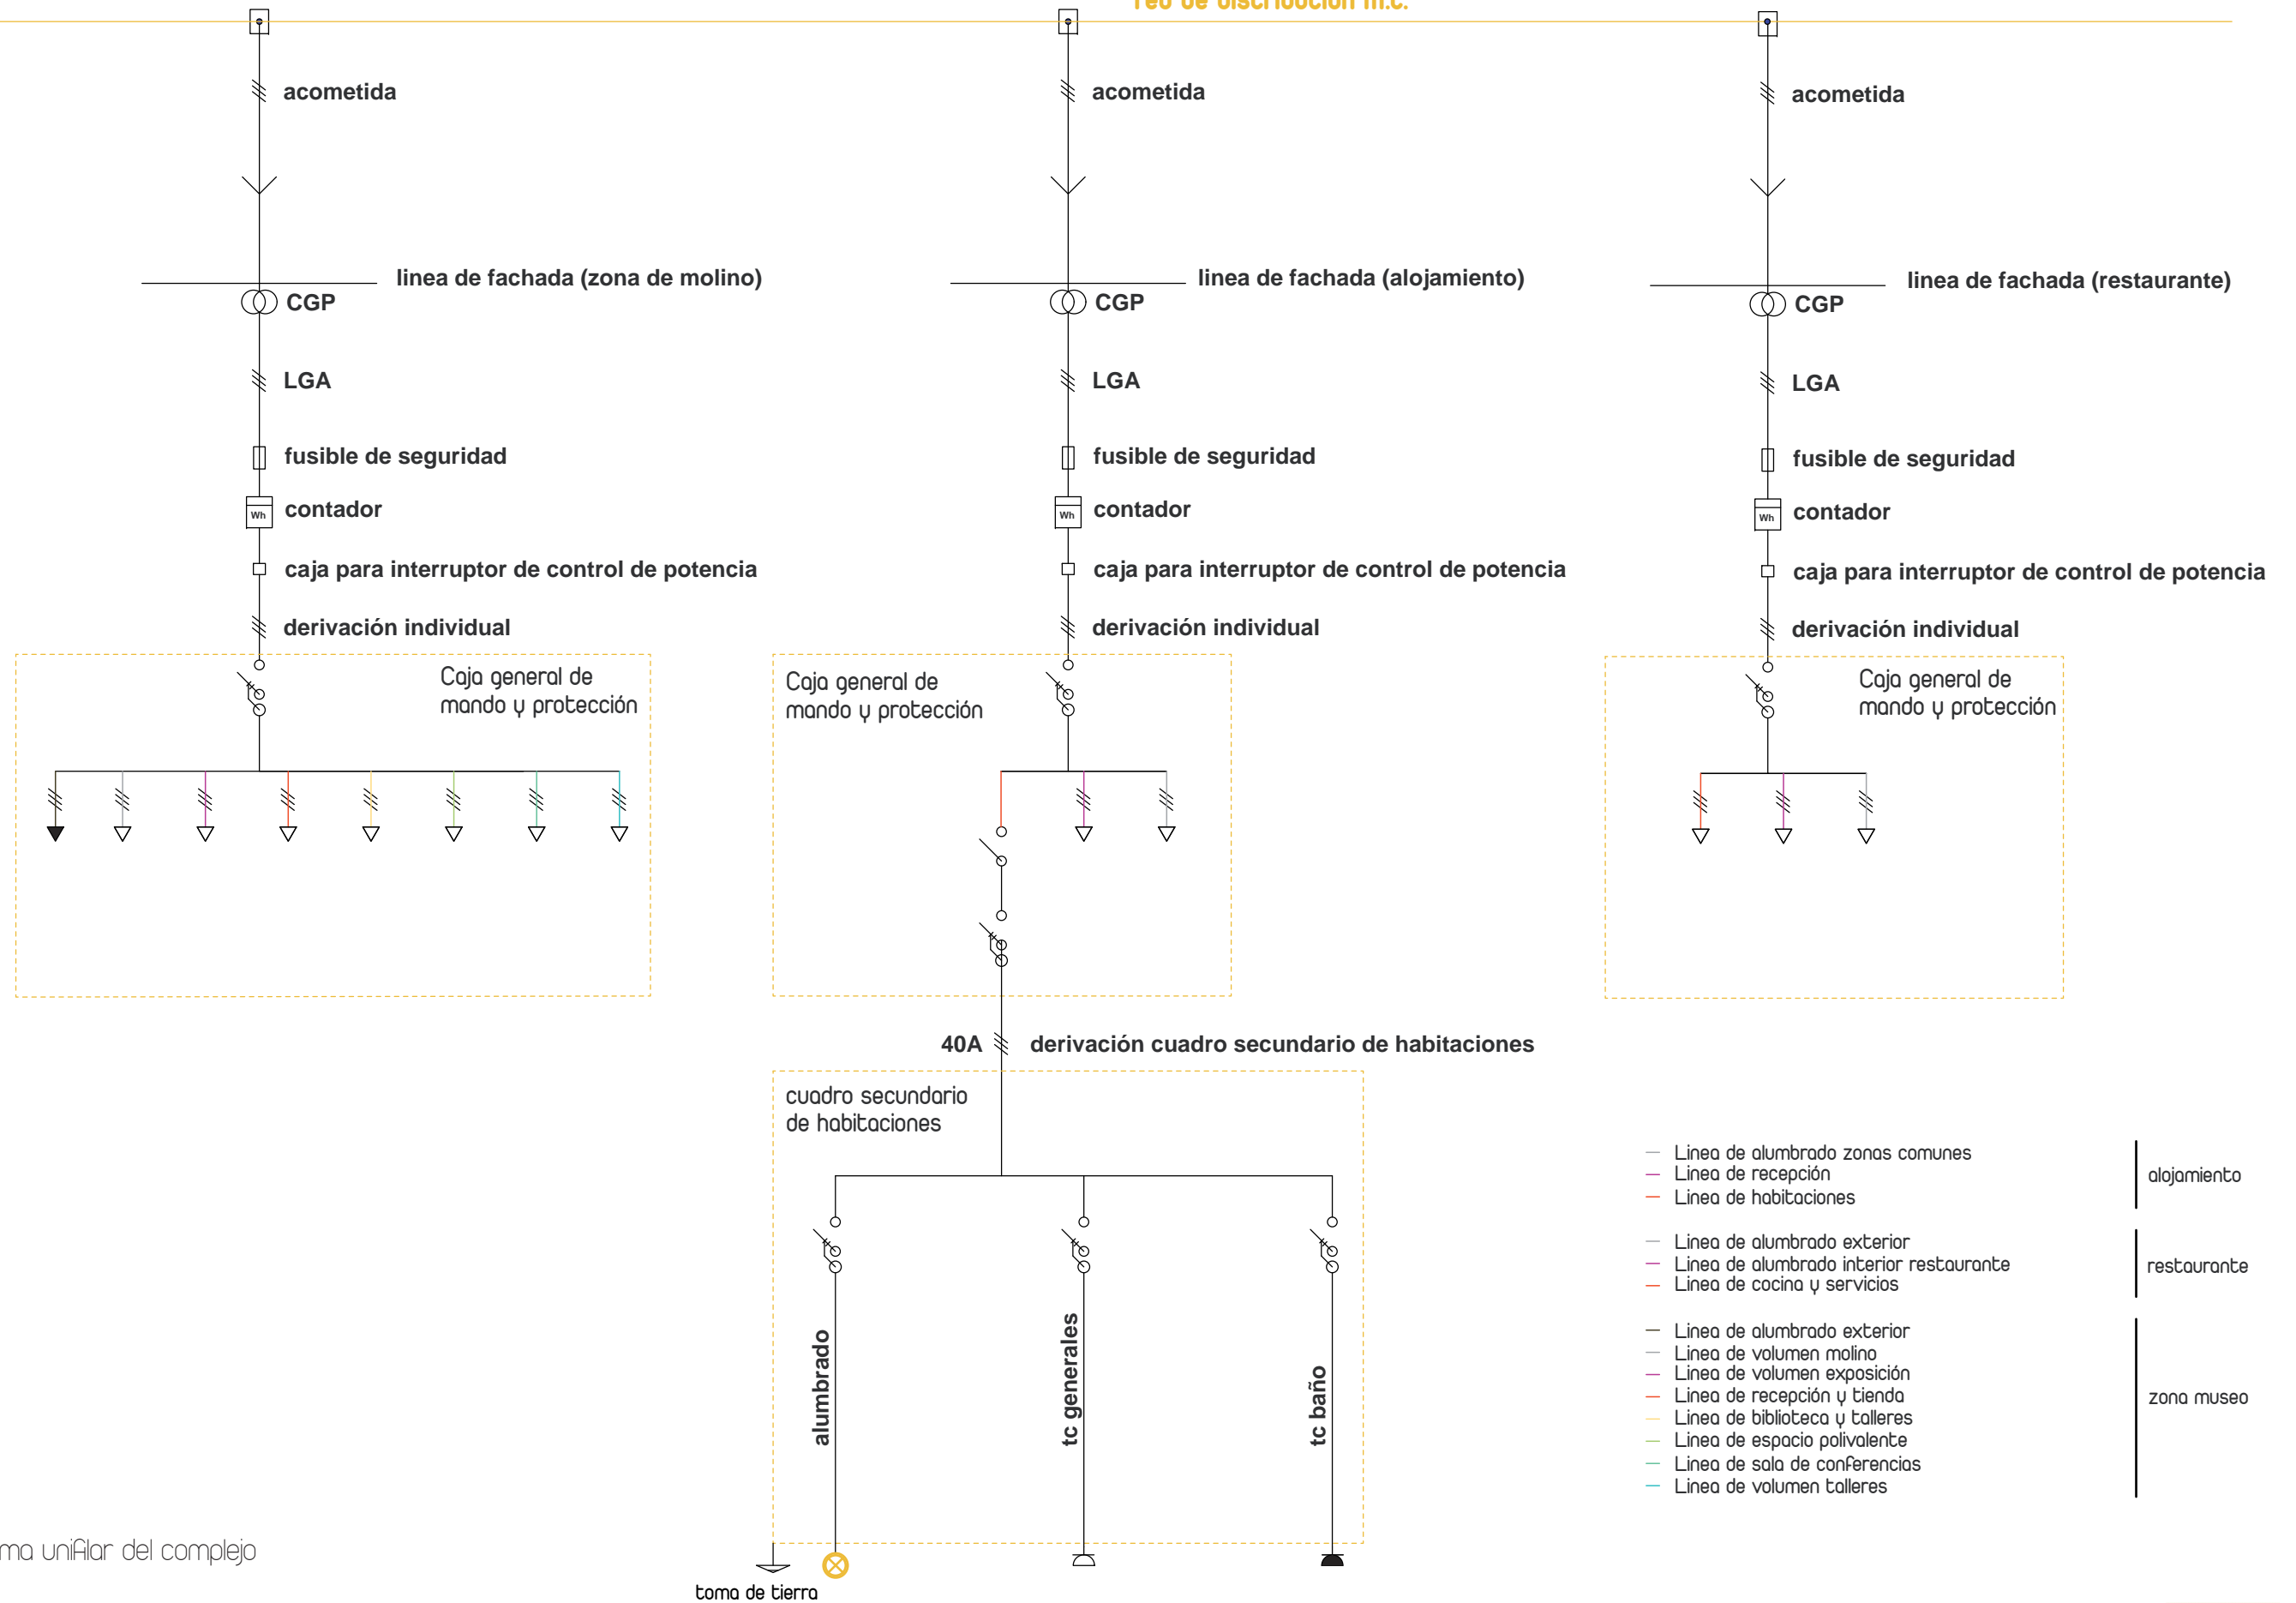 red de distribución m.c.
acometida
acometida
acometida
linea de fachada (zona de molino)
linea de fachada (alojamiento)
linea de fachada (restaurante)
CGP
CGP
CGP
LGA
LGA
LGA
fusible de seguridad
fusible de seguridad
fusible de seguridad
Wh
contador
Wh
contador
Wh
contador
caja para interruptor de control de potencia
caja para interruptor de control de potencia
caja para interruptor de control de potencia
derivación individual
derivación individual
derivación individual
Caja general de
mando y protección
Caja general de
mando y protección
Caja general de
mando y protección
40A
derivación cuadro secundario de habitaciones
cuadro secundario
de habitaciones
alumbrado
tc generales
tc baño
toma de tierra
Linea de alumbrado zonas comunes
Linea de recepción
Linea de habitaciones
alojamiento
Linea de alumbrado exterior
Linea de alumbrado interior restaurante
Linea de cocina y servicios
restaurante
Linea de alumbrado exterior
Linea de volumen molino
Linea de volumen exposición
Linea de recepción y tienda
Linea de biblioteca y talleres
Linea de espacio polivalente
Linea de sala de conferencias
Linea de volumen talleres
zona museo
ma unifilar del complejo